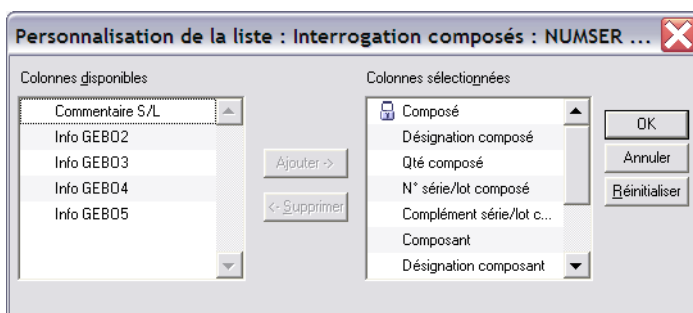 Personnalisation de la liste : Interrogation composés : NUMSER ...
Colonnes disponibles
Commentaire S/L
Info GEBO2
Info GEBO3
Info GEBO4
Info GEBO5
Ajouter ->
<- Supprimer
Colonnes sélectionnées
Composé
Désignation composé
Qté composé
N° série/lot composé
Complément série/lot c...
Composant
Désignation composant
OK
Annuler
Réinitialiser